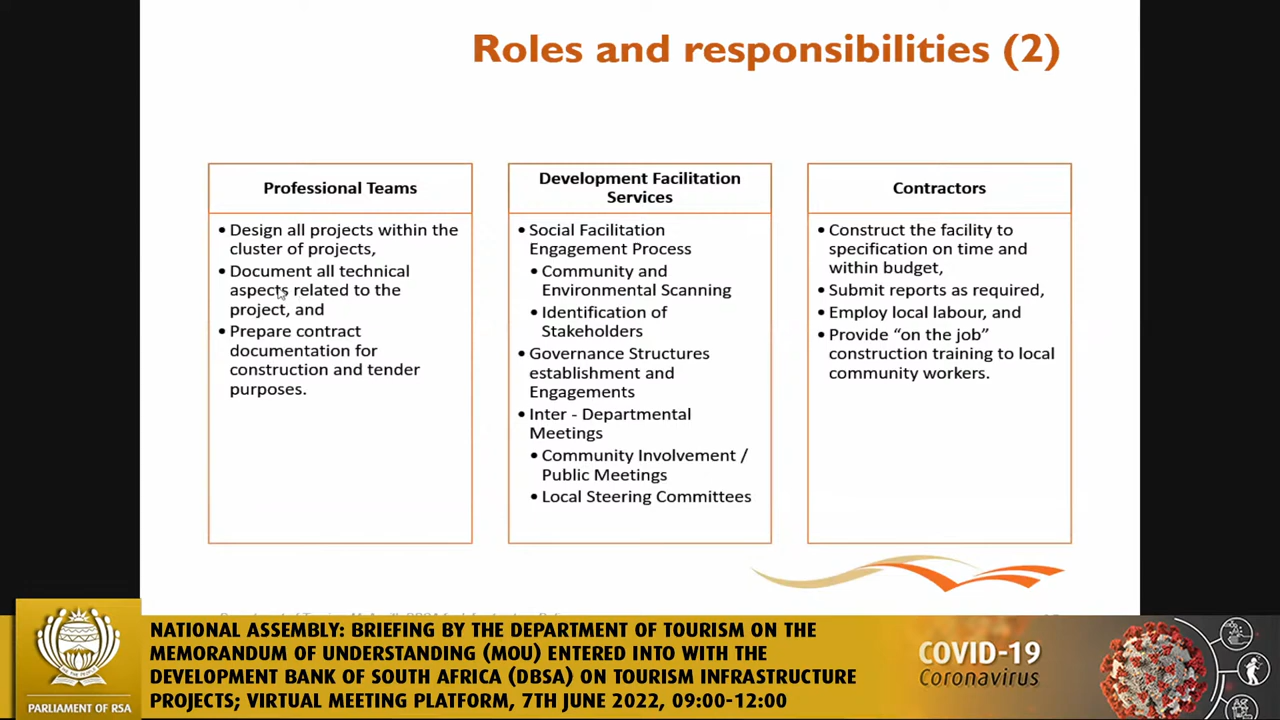 Roles and responsibilities (2)
Professional Teams
• Design all projects within the
cluster of projects,
• Document all technical
aspects related to the
project, and
• Prepare contract
documentation for
construction and tender
purposes.
Development Facilitation
Services
• Social Facilitation
Engagement Process
• Community and
Environmental Scanning
• Identification of
Stakeholders
• Governance Structures
establishment and
Engagements
• Inter - Departmental
Meetings
• Community Involvement /
Public Meetings
• Local Steering Committees
Contractors
• Construct the facility to
specification on time and
within budget,
• Submit reports as required,
• Employ local labour, and
• Provide “on the job”
construction training to local
community workers.
PARLIAMENT OF RSA
NATIONAL ASSEMBLY: BRIEFING BY THE DEPARTMENT OF TOURISM ON THE
MEMORANDUM OF UNDERSTANDING (MOU) ENTERED INTO WITH THE
DEVELOPMENT BANK OF SOUTH AFRICA (DBSA) ON TOURISM INFRASTRUCTURE
PROJECTS; VIRTUAL MEETING PLATFORM, 7TH JUNE 2022, 09:00-12:00
COVID-19
Coronavirus